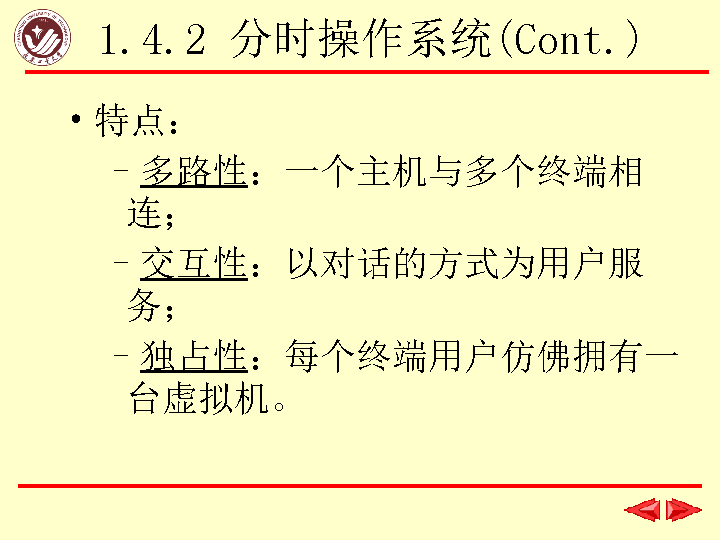 1.4.2 分时操作系统(Cont.)
•特点：
–多路性：一个主机与多个终端相
连；
–交互性：以对话的方式为用户服
务；
–独占性：每个终端用户仿佛拥有一
台虚拟机。